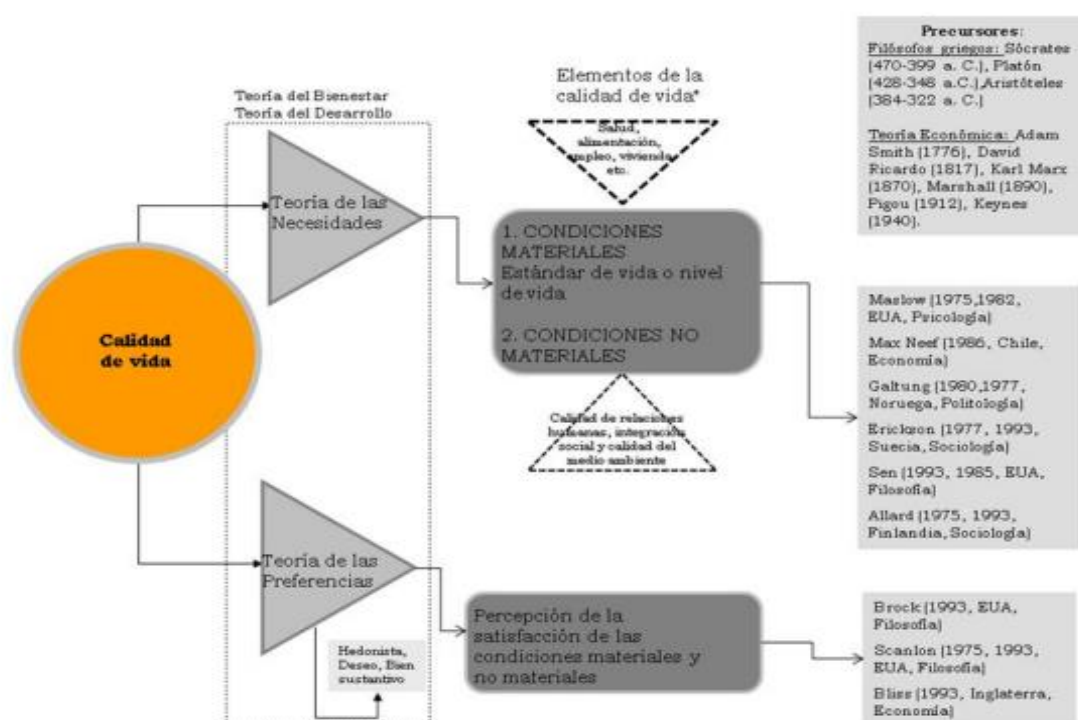 Teoría del Bienestar
Teoría del Desarrollo
Calidad
de vida
Teoría de las
Necesidades
Teoría de las
Preferencias
Hedonista,
Deseo, Bien
sustantivo
Elementos de la
calidad de vida*
Salud,
alimentación,
empleo, vivienda
etc.
1. CONDICIONES
MATERIALES
Estándar de vida o nivel
de vida
2. CONDICIONES NO
MATERIALES
Calidad de relaciones
humanas, integración
social y calidad del
medio ambiente
Percepción de la
satisfacción de las
condiciones materiales y
no materiales
Precursores:
Filósofos griegos: Sócrates
(470-399 a. C.), Platón
(428-348 a.C.),Aristóteles
(384-322 a. C.)
Teoría Económica: Adam
Smith (1776), David
Ricardo (1817), Karl Marx
(1870), Marshall (1890),
Pigou (1912), Keynes
(1940).
Maslow (1975,1982,
EUA, Psicología)
Max Neef (1986, Chile,
Economía)
Galtung (1980,1977,
Noruega, Politología)
Erickson (1977, 1993,
Suecia, Sociología)
Sen (1993, 1985, EUA,
Filosofía)
Allard (1975, 1993,
Finlandia, Sociología)
Brock (1993, EUA,
Filosofía)
Scanlon (1975, 1993,
EUA, Filosofía)
Bliss (1993, Inglaterra,
Economía)